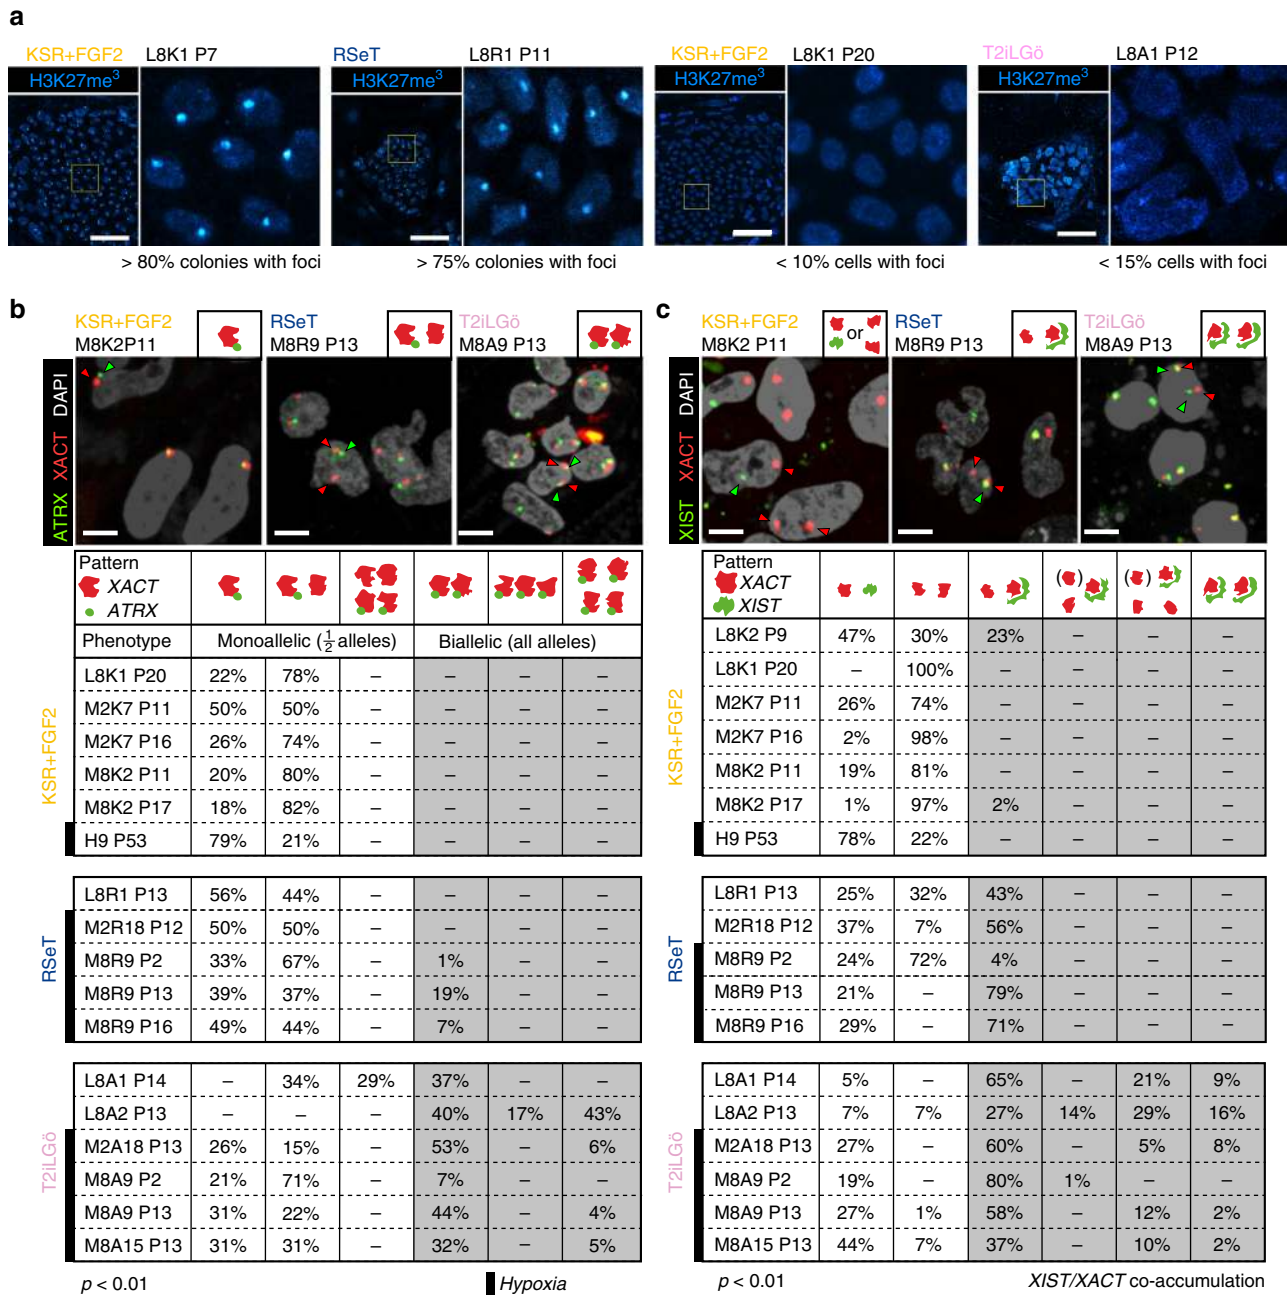 a
KSR+FGF2 L8K1 P7 RSeT L8R1 P11 KSR+FGF2 L8K1 P20 T2iLGö L8A1 P12
H3K27me3 H3K27me3 H3K27me3 H3K27me3
> 80% colonies with foci > 75% colonies with foci < 10% cells with foci < 15% cells with foci
b
KSR+FGF2 RSeT T2iLGö
M8K2P11 M8R9 P13 M8A9 P13
ATRX XACT DAPI
Pattern
XACT
ATRX
Phenotype Monoallelic (1/2 alleles) Biallelic (all alleles)
KSR+FGF2
L8K1 P20 22% 78% – – – –
M2K7 P11 50% 50% – – – –
M2K7 P16 26% 74% – – – –
M8K2 P11 20% 80% – – – –
M8K2 P17 18% 82% – – – –
H9 P53 79% 21% – – – –
RSeT
L8R1 P13 56% 44% – – – –
M2R18 P12 50% 50% – – – –
M8R9 P2 33% 67% – 1% – –
M8R9 P13 39% 37% – 19% – –
M8R9 P16 49% 44% – 7% – –
T2iLGö
L8A1 P14 – 34% 29% 37% – –
L8A2 P13 – – – 40% 17% 43%
M2A18 P13 26% 15% – 53% – 6%
M8A9 P2 21% 71% – 7% – –
M8A9 P13 31% 22% – 44% – 4%
M8A15 P13 31% 31% – 32% – 5%
p < 0.01 Hypoxia
c
KSR+FGF2 RSeT T2iLGö
M8K2 P11 or M8R9 P13 M8A9 P13
XIST XACT DAPI
Pattern
XACT
XIST
( ) ( )
KSR+FGF2
L8K2 P9 47% 30% 23% – – –
L8K1 P20 – 100% – – – –
M2K7 P11 26% 74% – – – –
M2K7 P16 2% 98% – – – –
M8K2 P11 19% 81% – – – –
M8K2 P17 1% 97% 2% – – –
H9 P53 78% 22% – – – –
RSeT
L8R1 P13 25% 32% 43% – – –
M2R18 P12 37% 7% 56% – – –
M8R9 P2 24% 72% 4% – – –
M8R9 P13 21% – 79% – – –
M8R9 P16 29% – 71% – – –
T2iLGö
L8A1 P14 5% – 65% – 21% 9%
L8A2 P13 7% 7% 27% 14% 29% 16%
M2A18 P13 27% – 60% – 5% 8%
M8A9 P2 19% – 80% 1% – –
M8A9 P13 27% 1% 58% – 12% 2%
M8A15 P13 44% 7% 37% – 10% 2%
p < 0.01 XIST/XACT co-accumulation